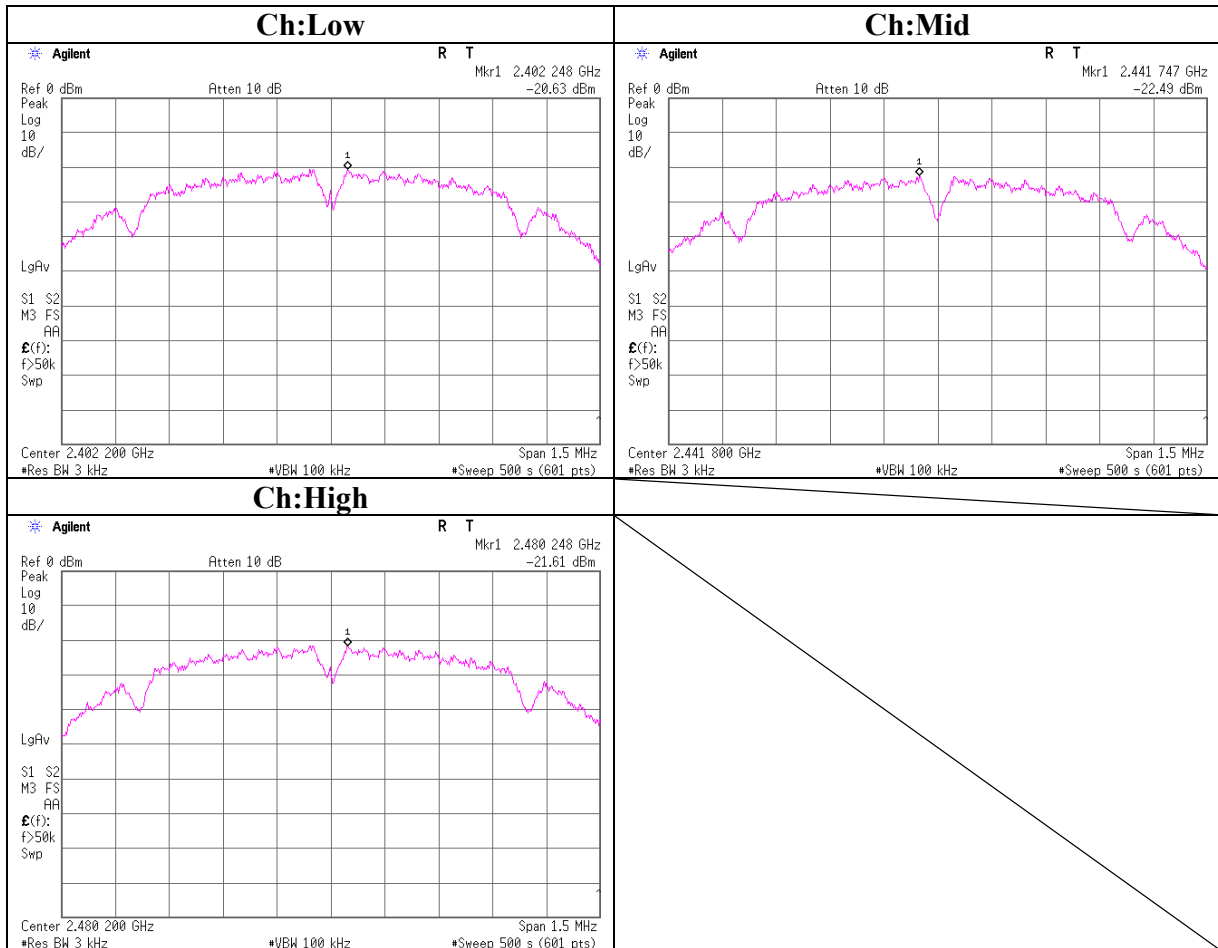 Ch:Low
Agilent
R T
Mkr1 2.402 248 GHz
Ref 0 dBm
Atten 10 dB
-20.63 dBm
Peak
Log
10
dB/
1
LgAv
S1 S2
M3 FS
AA
£(f):
f>50k
Swp
Center 2.402 200 GHz
Span 1.5 MHz
#Res BW 3 kHz
#VBW 100 kHz
#Sweep 500 s (601 pts)
Ch:Mid
Agilent
R T
Mkr1 2.441 747 GHz
Ref 0 dBm
Atten 10 dB
-22.49 dBm
Peak
Log
10
dB/
1
LgAv
S1 S2
M3 FS
AA
£(f):
f>50k
Swp
Center 2.441 800 GHz
Span 1.5 MHz
#Res BW 3 kHz
#VBW 100 kHz
#Sweep 500 s (601 pts)
Ch:High
Agilent
R T
Mkr1 2.480 248 GHz
Ref 0 dBm
Atten 10 dB
-21.61 dBm
Peak
Log
10
dB/
1
LgAv
S1 S2
M3 FS
AA
£(f):
f>50k
Swp
Center 2.480 200 GHz
Span 1.5 MHz
#Res BW 3 kHz
#VBW 100 kHz
#Sweep 500 s (601 pts)